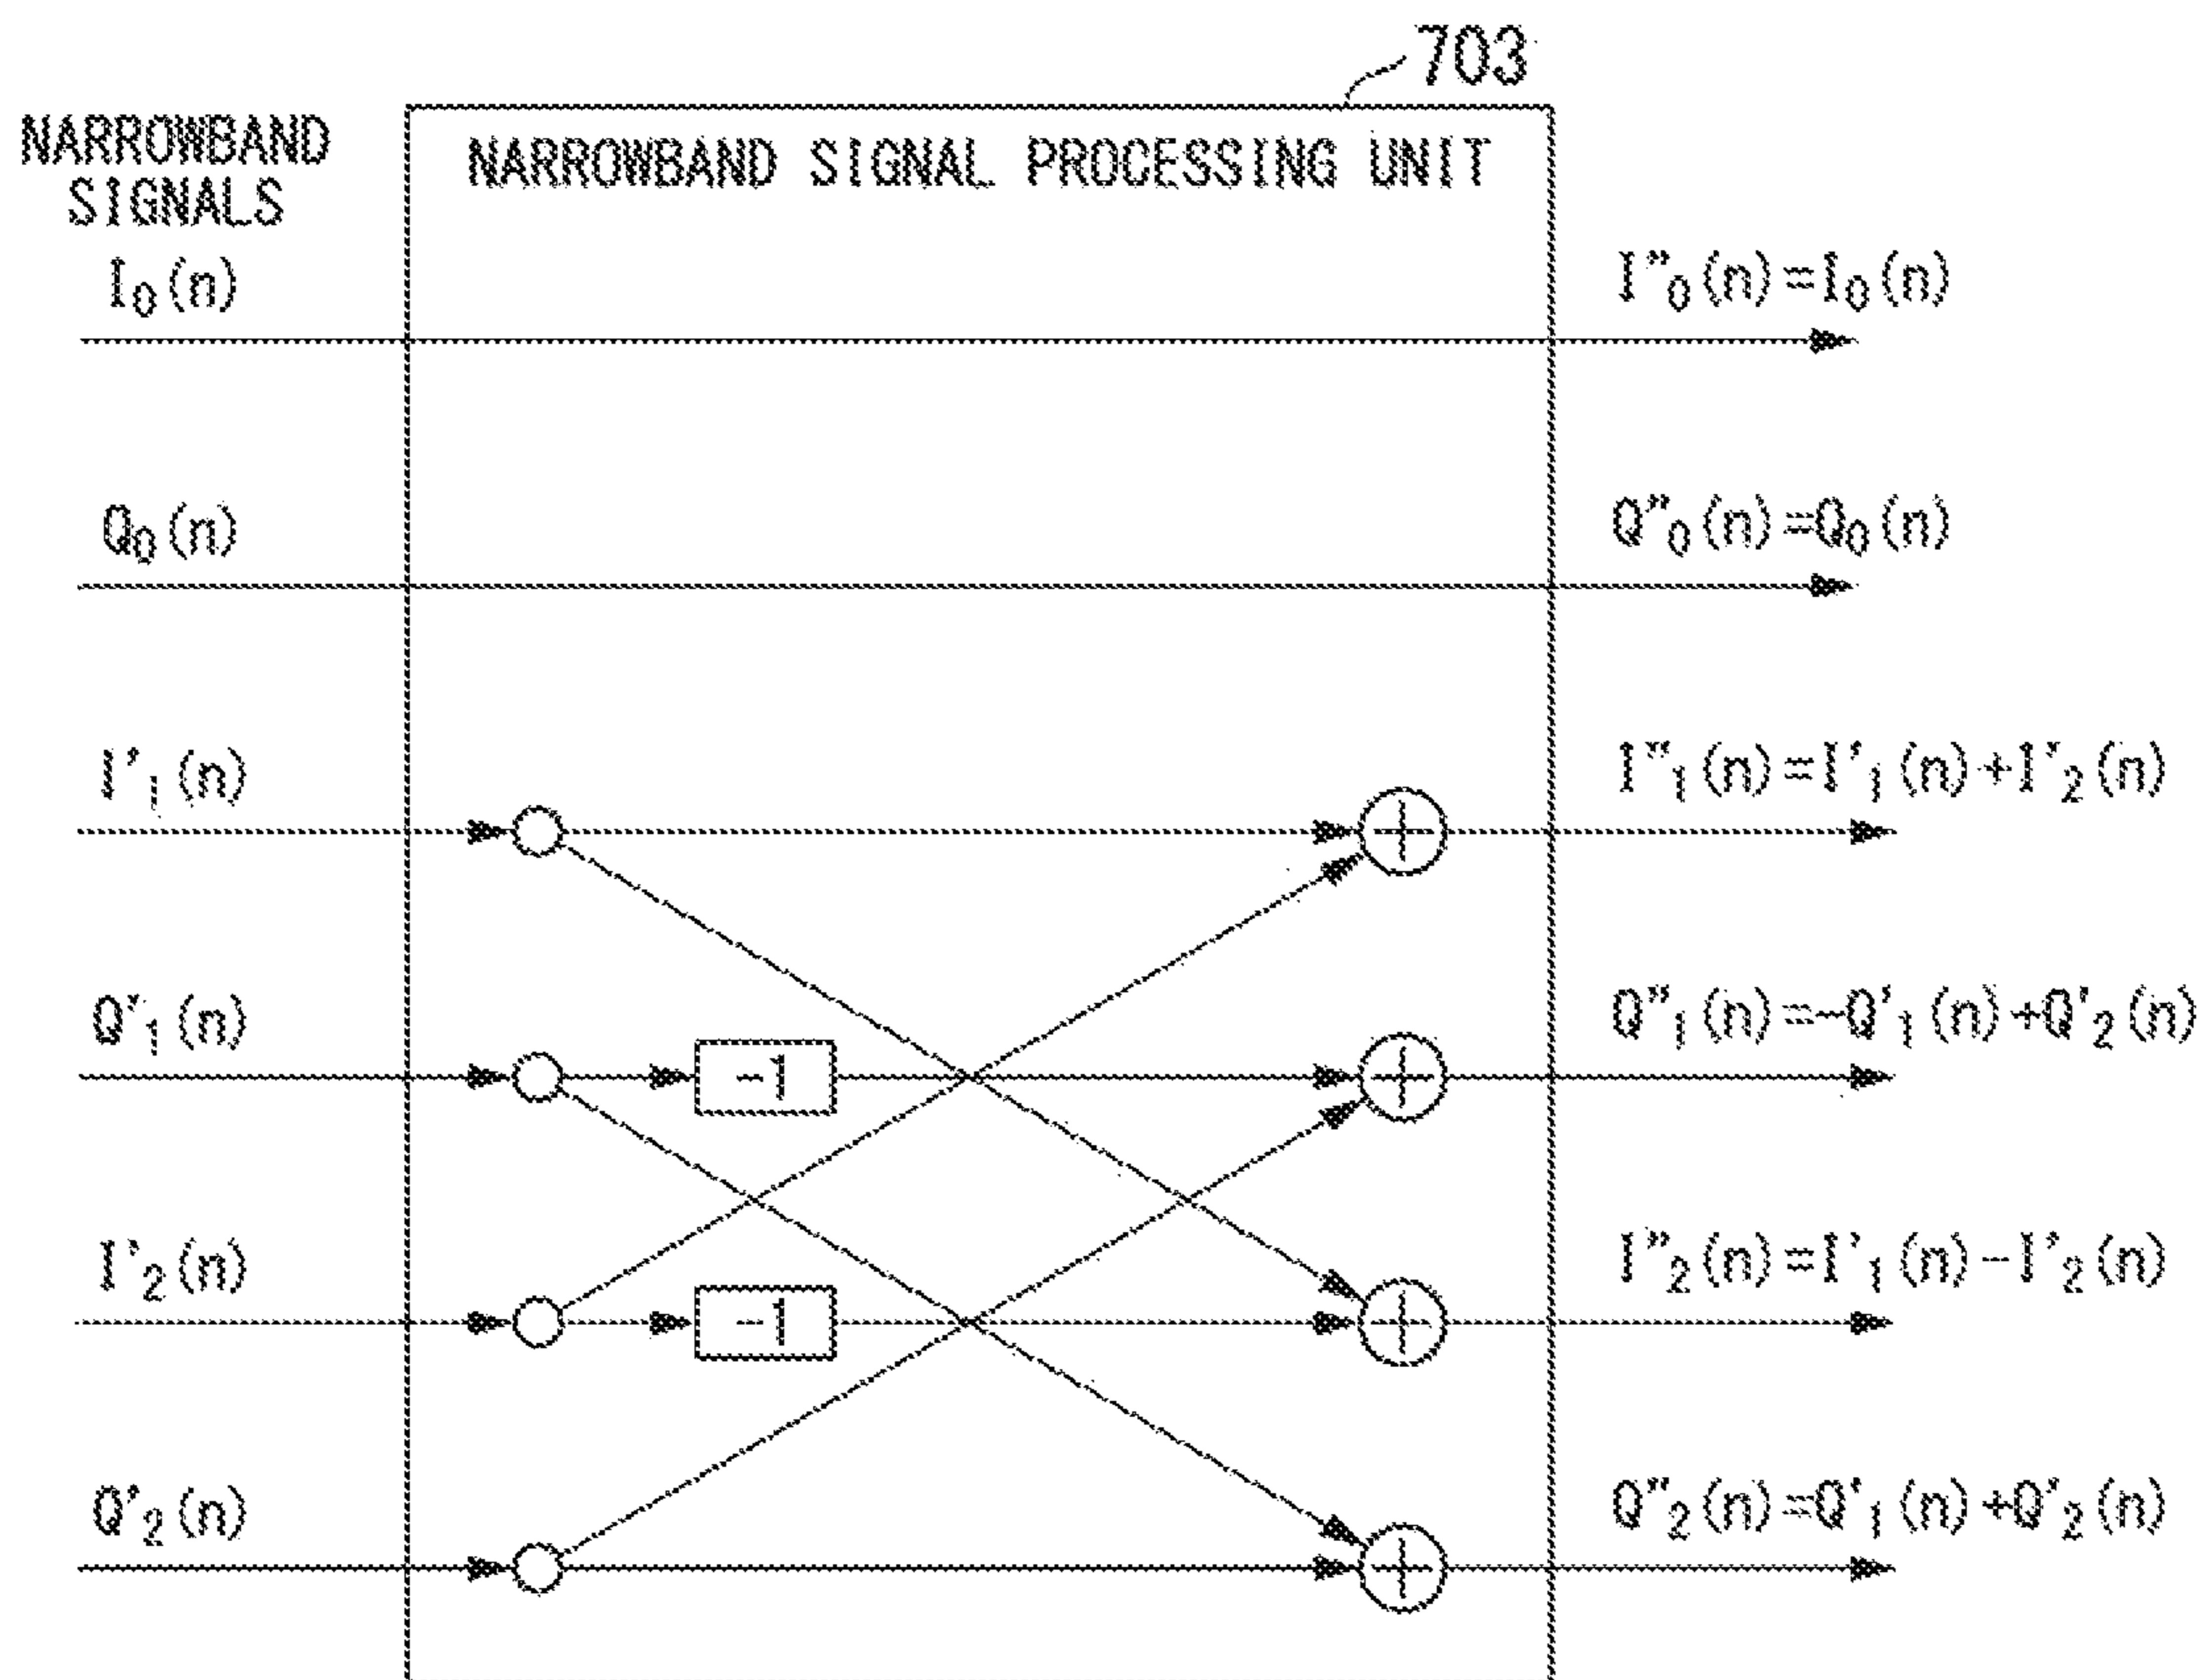 703
NARROWBAND
SIGNALS
NARROWBAND SIGNAL PROCESSING UNIT
I₀(n)
I"₀(n)=I₀(n)
Q₀(n)
Q"₀(n)=Q₀(n)
I'₁(n)
I"₁(n)=I'₁(n)+I'₂(n)
Q'₁(n)
-1
Q"₁(n)=-Q'₁(n)+Q'₂(n)
I'₂(n)
-1
I"₂(n)=I'₁(n)-I'₂(n)
Q'₂(n)
Q"₂(n)=Q'₁(n)+Q'₂(n)